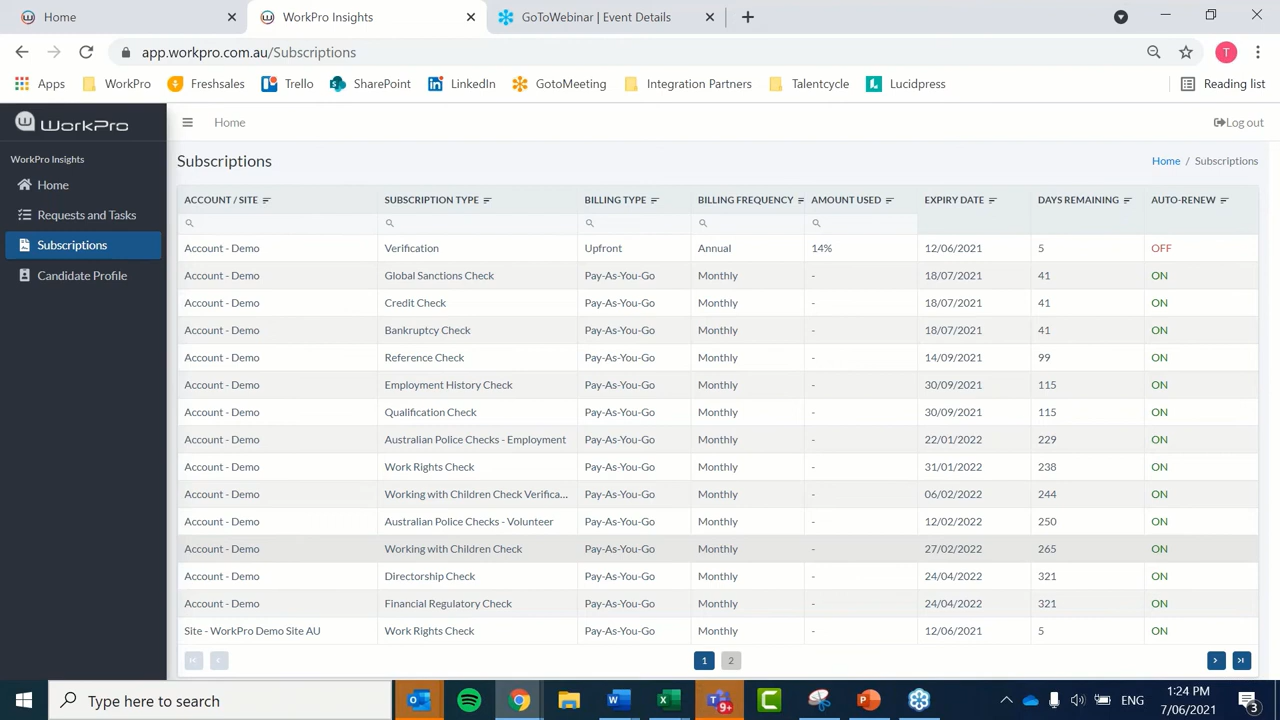 Home
WorkPro Insights
GoToWebinar | Event Details
app.workpro.com.au/Subscriptions
T
Apps WorkPro Freshsales Trello SharePoint LinkedIn GotoMeeting Integration Partners Talentcycle Lucidpress Reading list
WorkPro
Home
Log out
WorkPro Insights
Home
Requests and Tasks
Subscriptions
Candidate Profile
Subscriptions
Home / Subscriptions
ACCOUNT / SITE SUBSCRIPTION TYPE BILLING TYPE BILLING FREQUENCY AMOUNT USED EXPIRY DATE DAYS REMAINING AUTO-RENEW
Account - Demo Verification Upfront Annual 14% 12/06/2021 5 OFF
Account - Demo Global Sanctions Check Pay-As-You-Go Monthly - 18/07/2021 41 ON
Account - Demo Credit Check Pay-As-You-Go Monthly - 18/07/2021 41 ON
Account - Demo Bankruptcy Check Pay-As-You-Go Monthly - 18/07/2021 41 ON
Account - Demo Reference Check Pay-As-You-Go Monthly - 14/09/2021 99 ON
Account - Demo Employment History Check Pay-As-You-Go Monthly - 30/09/2021 115 ON
Account - Demo Qualification Check Pay-As-You-Go Monthly - 30/09/2021 115 ON
Account - Demo Australian Police Checks - Employment Pay-As-You-Go Monthly - 22/01/2022 229 ON
Account - Demo Work Rights Check Pay-As-You-Go Monthly - 31/01/2022 238 ON
Account - Demo Working with Children Check Verifica... Pay-As-You-Go Monthly - 06/02/2022 244 ON
Account - Demo Australian Police Checks - Volunteer Pay-As-You-Go Monthly - 12/02/2022 250 ON
Account - Demo Working with Children Check Pay-As-You-Go Monthly - 27/02/2022 265 ON
Account - Demo Directorship Check Pay-As-You-Go Monthly - 24/04/2022 321 ON
Account - Demo Financial Regulatory Check Pay-As-You-Go Monthly - 24/04/2022 321 ON
Site - WorkPro Demo Site AU Work Rights Check Pay-As-You-Go Monthly - 12/06/2021 5 ON
1 2
Type here to search
9+
ENG
1:24 PM
7/06/2021
3